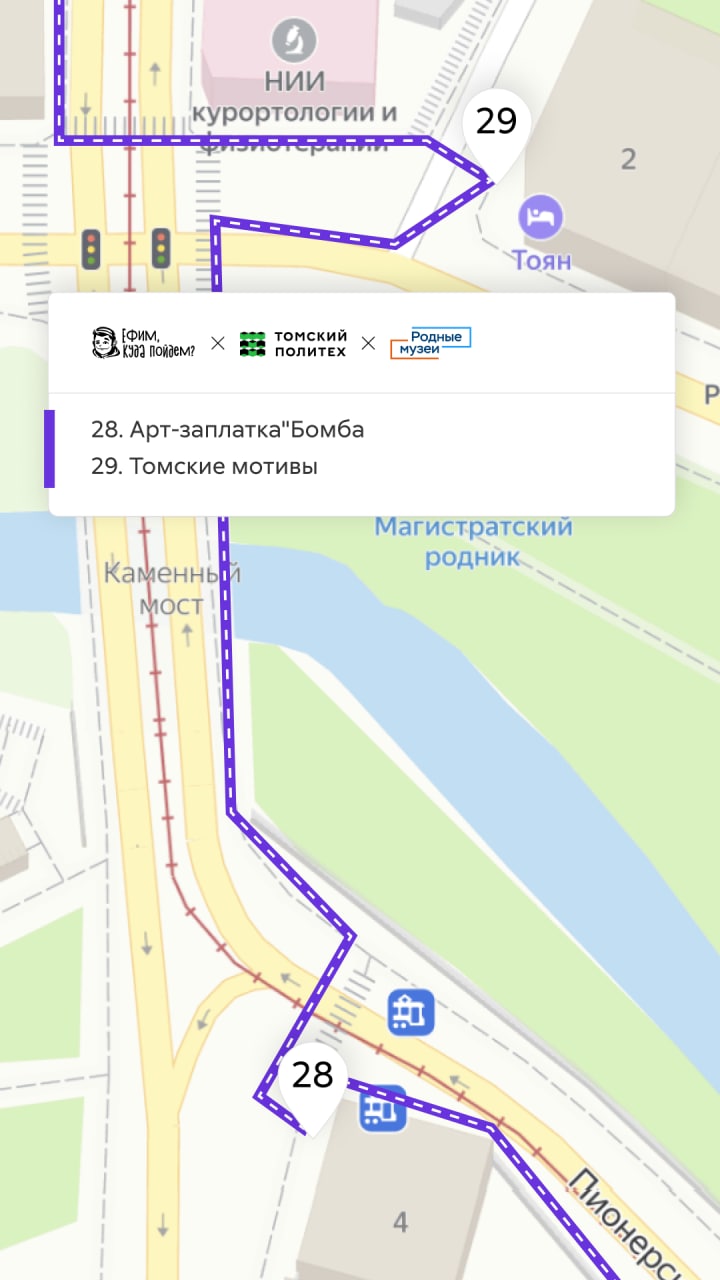 НИИ
курортологии и
физиотерапии
29
2
Тоян
Ефим,
куда пойдем?
ТОМСКИЙ
ПОЛИТЕХ
Родные
музеи
Р
28. Арт-заплатка"Бомба
29. Томские мотивы
Магистратский
родник
Каменный
мост
28
4
Пионерс